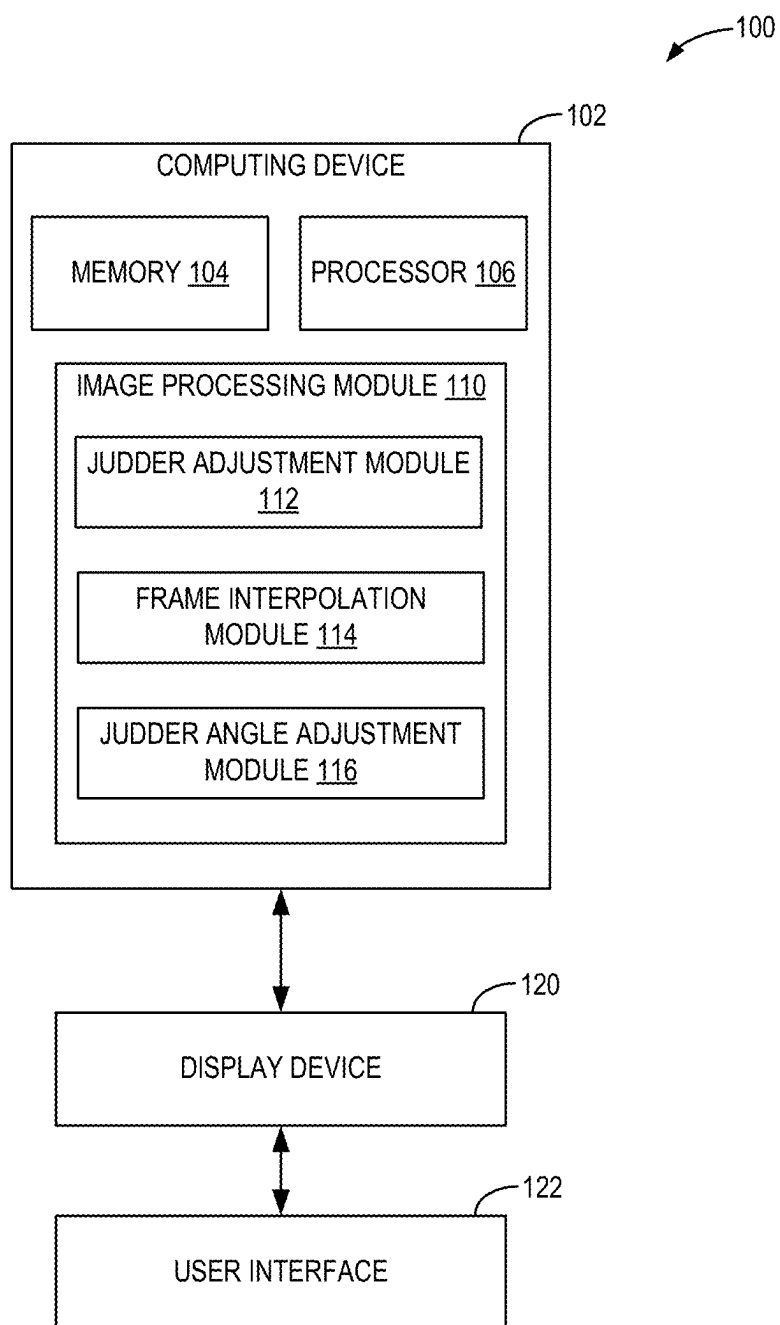 100
102
COMPUTING DEVICE
MEMORY 104
PROCESSOR 106
IMAGE PROCESSING MODULE 110
JUDDER ADJUSTMENT MODULE
112
FRAME INTERPOLATION
MODULE 114
JUDDER ANGLE ADJUSTMENT
MODULE 116
120
DISPLAY DEVICE
122
USER INTERFACE